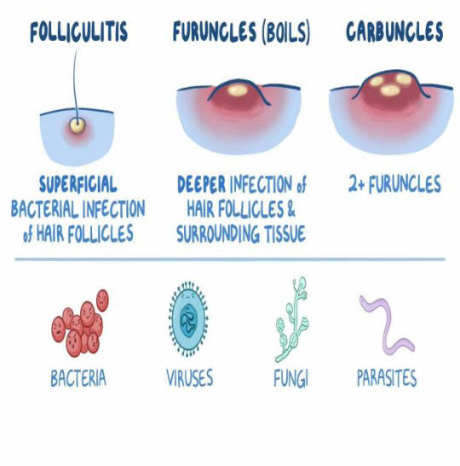 FOLLICULITIS
FURUNCLES (BOILS)
CARBUNCLES
SUPERFICIAL
BACTERIAL INFECTION
of HAIR FOLLICLES
DEEPER INFECTION of
HAIR FOLLICLES &
SURROUNDING TISSUE
2+ FURUNCLES
BACTERIA
VIRUSES
FUNGI
PARASITES